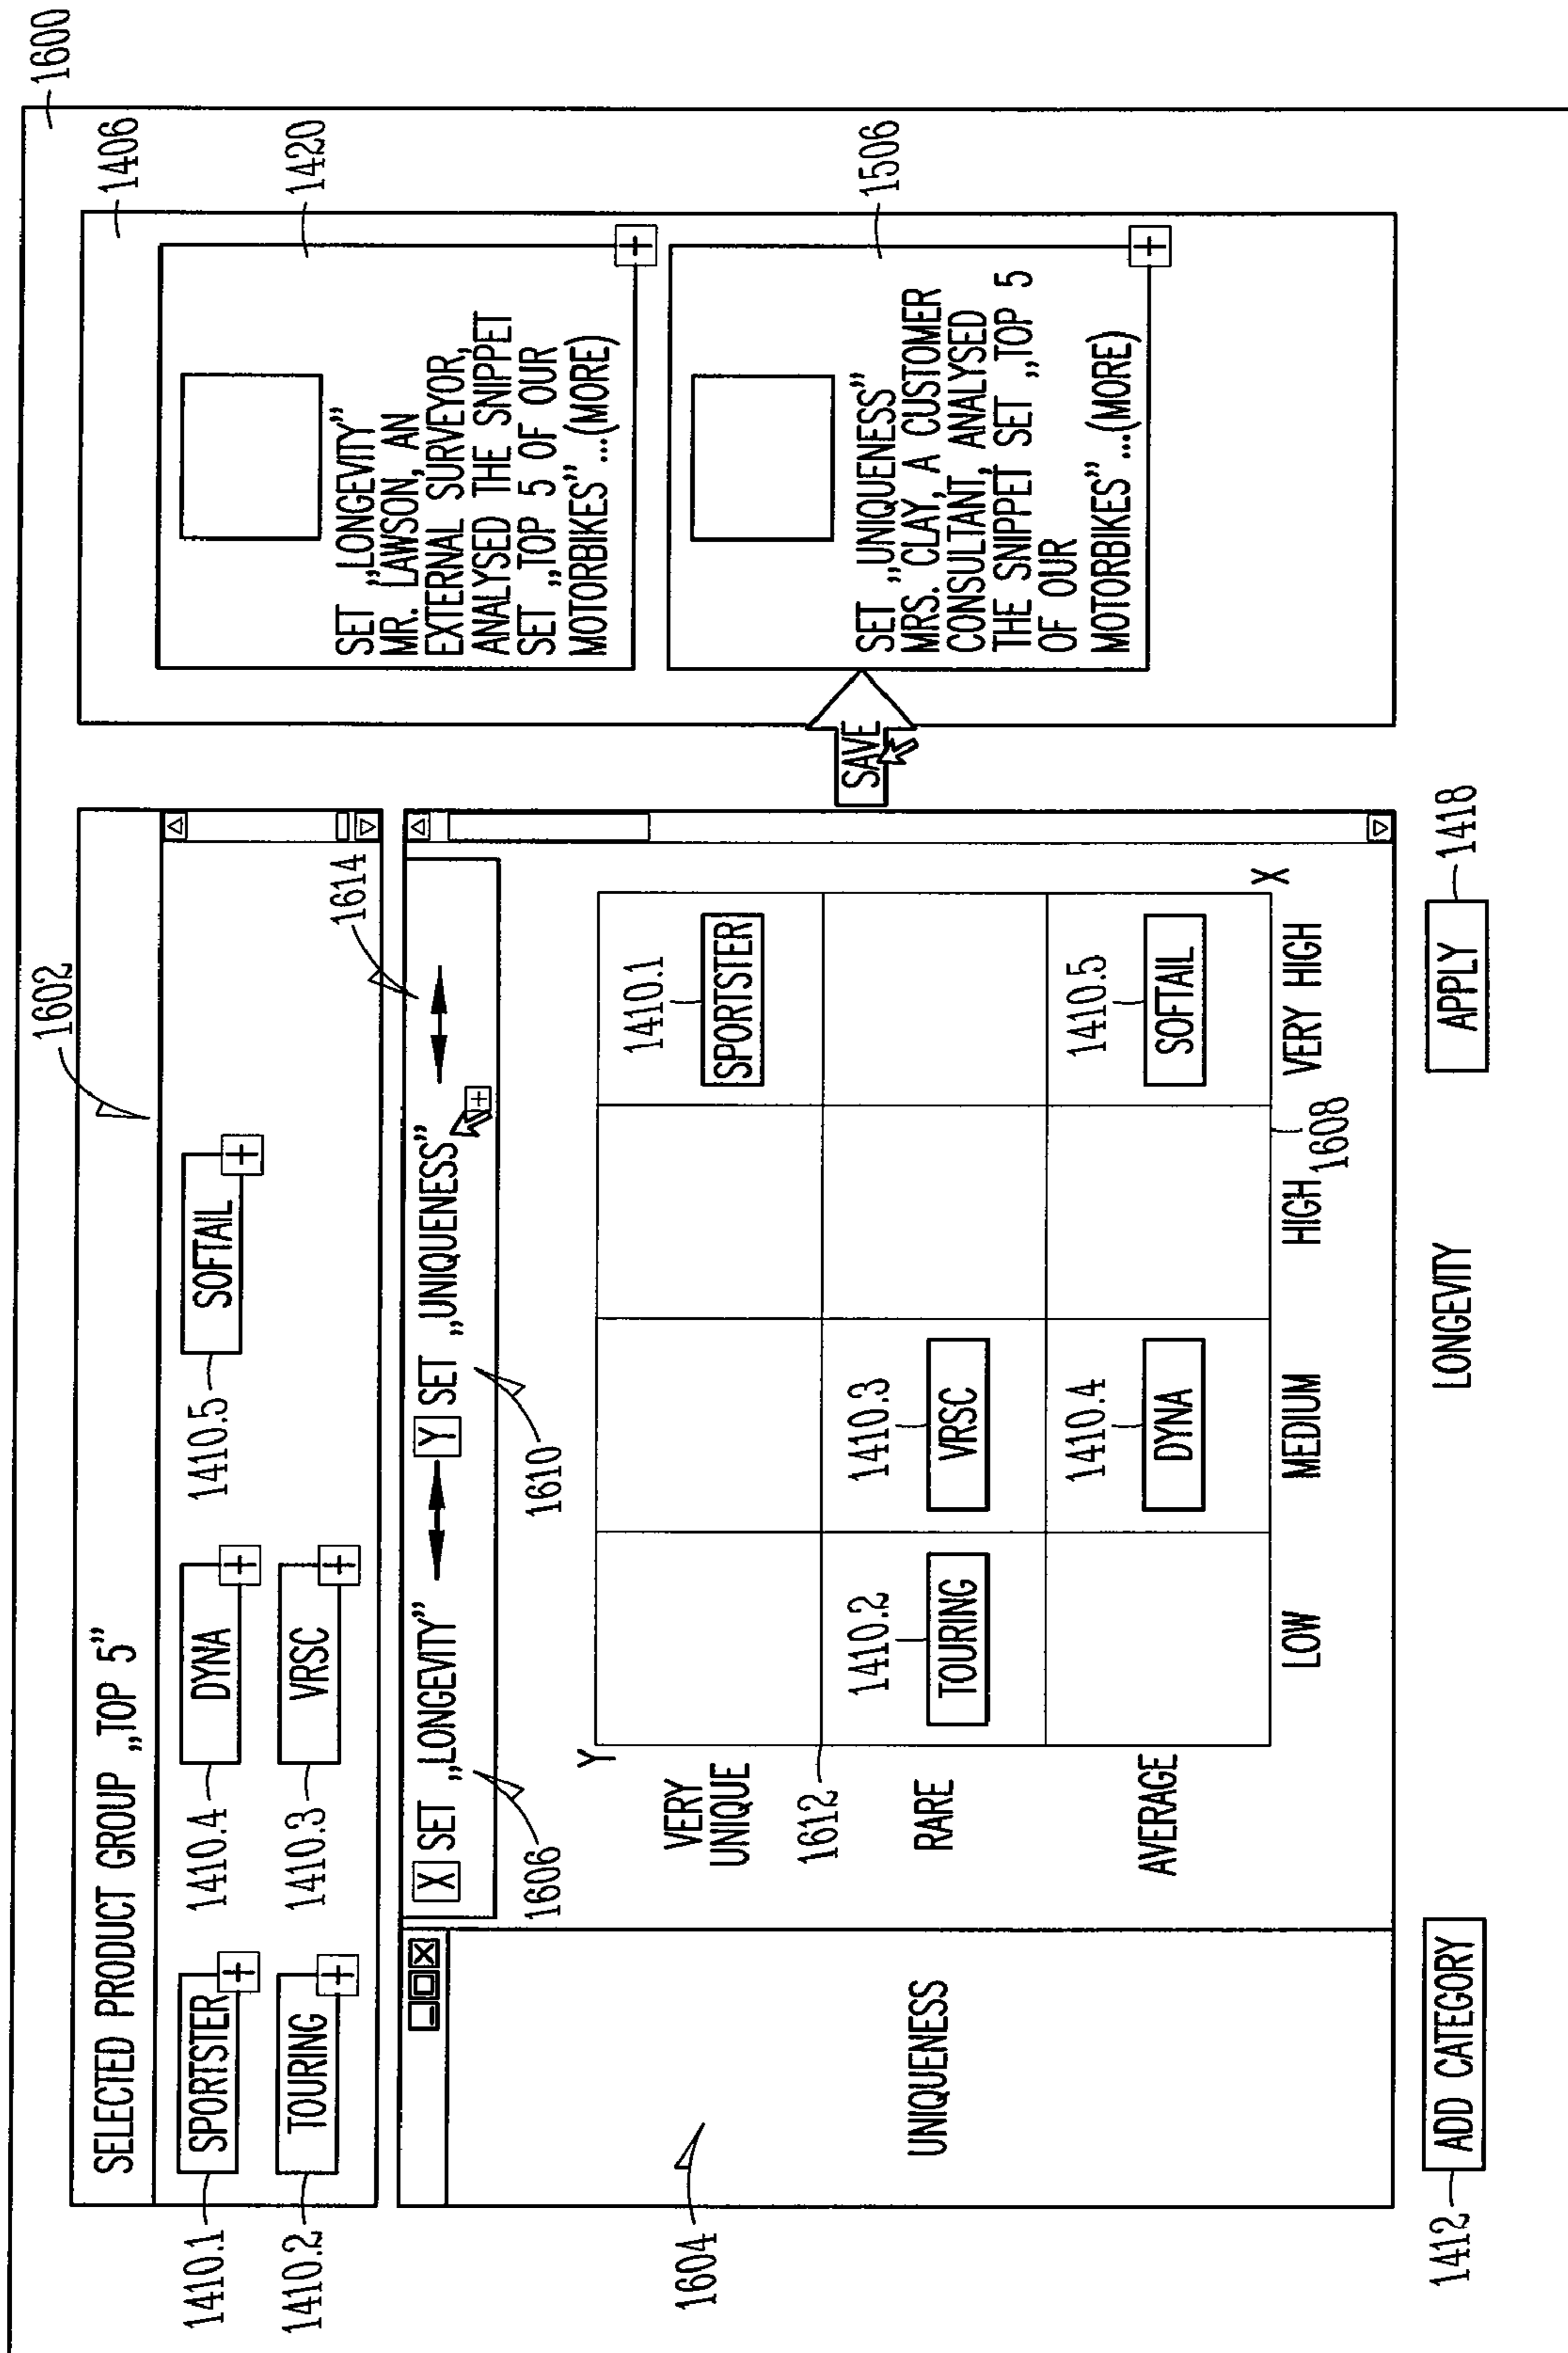 1600
1602
SELECTED PRODUCT GROUP „TOP 5”
1410.1
SPORTSTER
+
1410.4
DYNA
+
1410.5
SOFTAIL
+
1410.2
TOURING
+
1410.3
VRSC
+
1614
X SET „LONGEVITY”
Y SET „UNIQUENESS”
+
1606
1610
1604
UNIQUENESS
Y
VERY
UNIQUE
1612
RARE
AVERAGE
1410.1
SPORTSTER
1410.2
TOURING
1410.3
VRSC
1410.4
DYNA
1410.5
SOFTAIL
X
LOW
MEDIUM
HIGH
1608
VERY HIGH
LONGEVITY
1412
ADD CATEGORY
APPLY
1418
SAVE
1406
1420
SET „LONGEVITY”
MR. LAWSON, AN
EXTERNAL SURVEYOR,
ANALYSED THE SNIPPET
SET „TOP 5 OF OUR
MOTORBIKES”...(MORE)
+
1506
SET „UNIQUENESS”
MRS. CLAY, A CUSTOMER
CONSULTANT, ANALYSED
THE SNIPPET SET „TOP 5
OF OUR
MOTORBIKES”...(MORE)
+